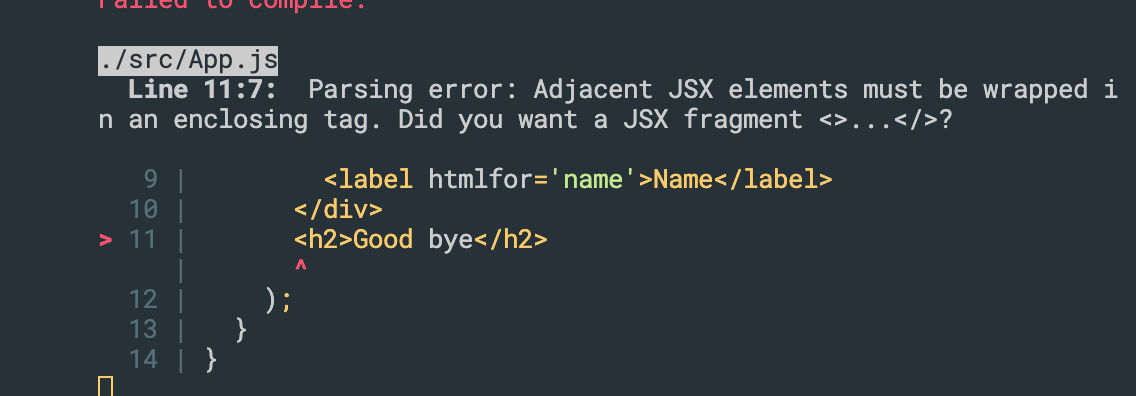 Failed to compile.
./src/App.js
Line 11:7: Parsing error: Adjacent JSX elements must be wrapped i
n an enclosing tag. Did you want a JSX fragment <>...</>?
9 | <label htmlfor='name'>Name</label>
10 | </div>
> 11 | <h2>Good bye</h2>
| ^
12 | );
13 | }
14 | }